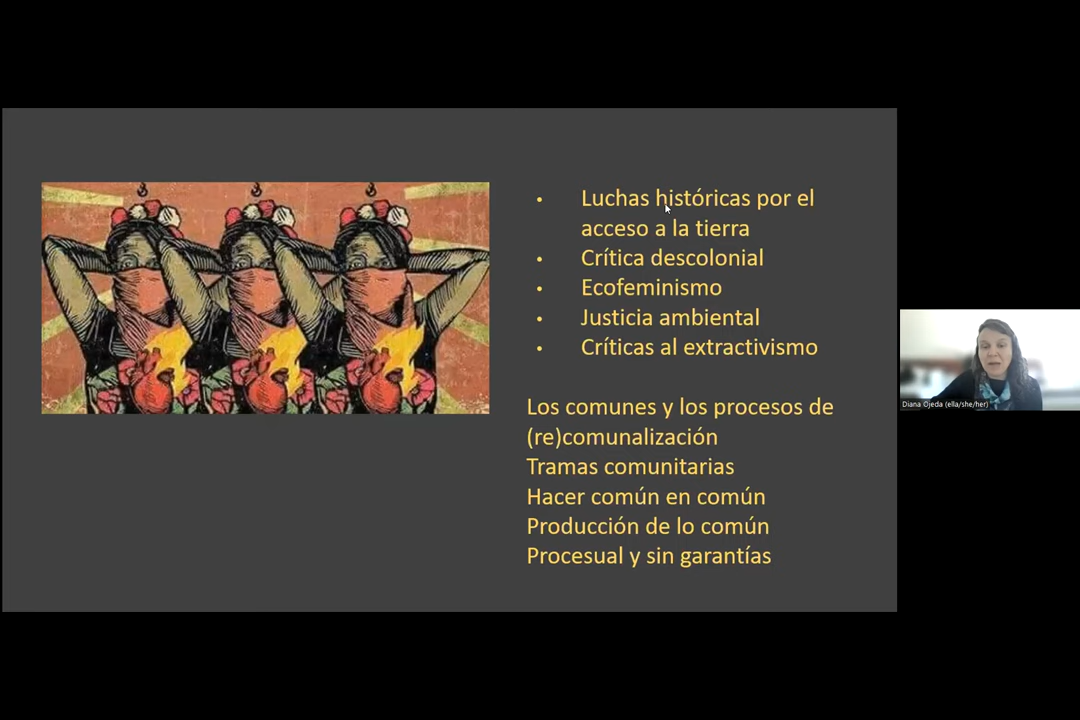 • Luchas históricas por el
acceso a la tierra
• Crítica descolonial
• Ecofeminismo
• Justicia ambiental
• Críticas al extractivismo
Los comunes y los procesos de
(re)comunalización
Tramas comunitarias
Hacer común en común
Producción de lo común
Procesual y sin garantías
Diana Ojeda (ella/she/her)